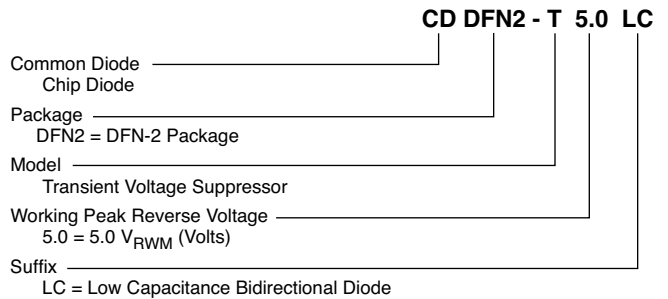 CD DFN2 - T 5.0 LC
Common Diode
Chip Diode
Package
DFN2 = DFN-2 Package
Model
Transient Voltage Suppressor
Working Peak Reverse Voltage
5.0 = 5.0 VRWM (Volts)
Suffix
LC = Low Capacitance Bidirectional Diode